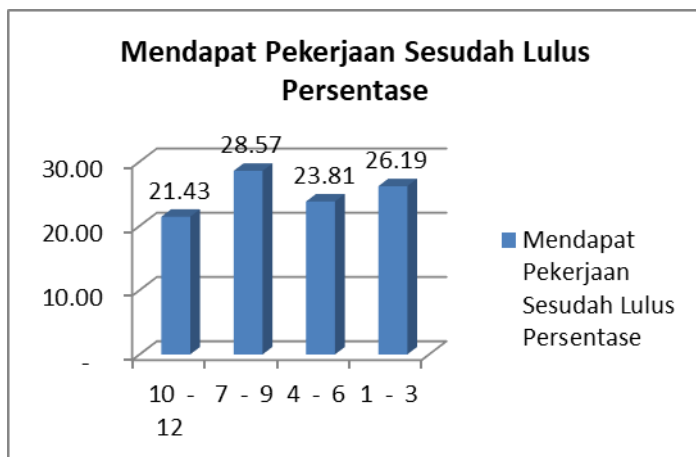 Mendapat Pekerjaan Sesudah Lulus
Persentase
28.57
26.19
23.81
21.43
30.00
20.00
10.00
-
10 - 7 - 9 4 - 6 1 - 3
12
Mendapat
Pekerjaan
Sesudah Lulus
Persentase